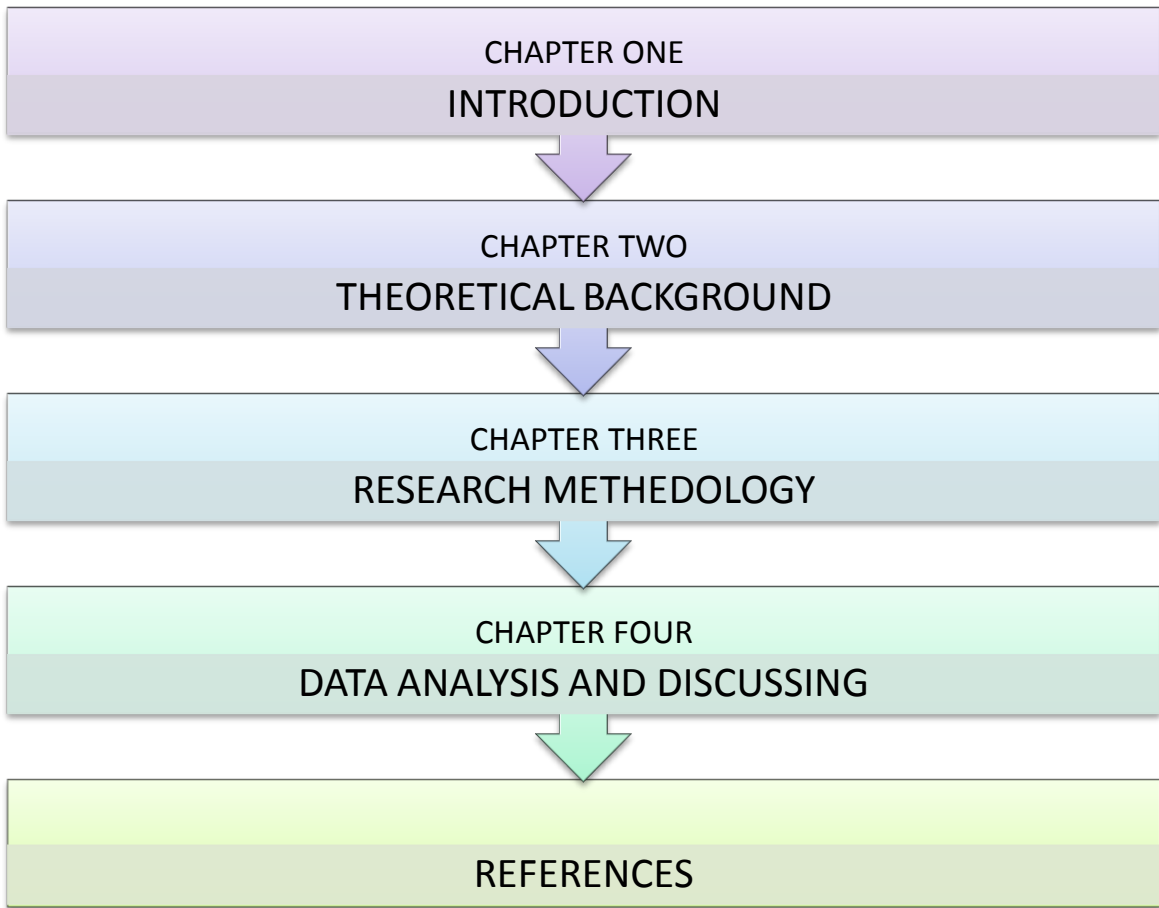 CHAPTER ONE
INTRODUCTION
CHAPTER TWO
THEORETICAL BACKGROUND
CHAPTER THREE
RESEARCH METHEDOLOGY
CHAPTER FOUR
DATA ANALYSIS AND DISCUSSING
REFERENCES